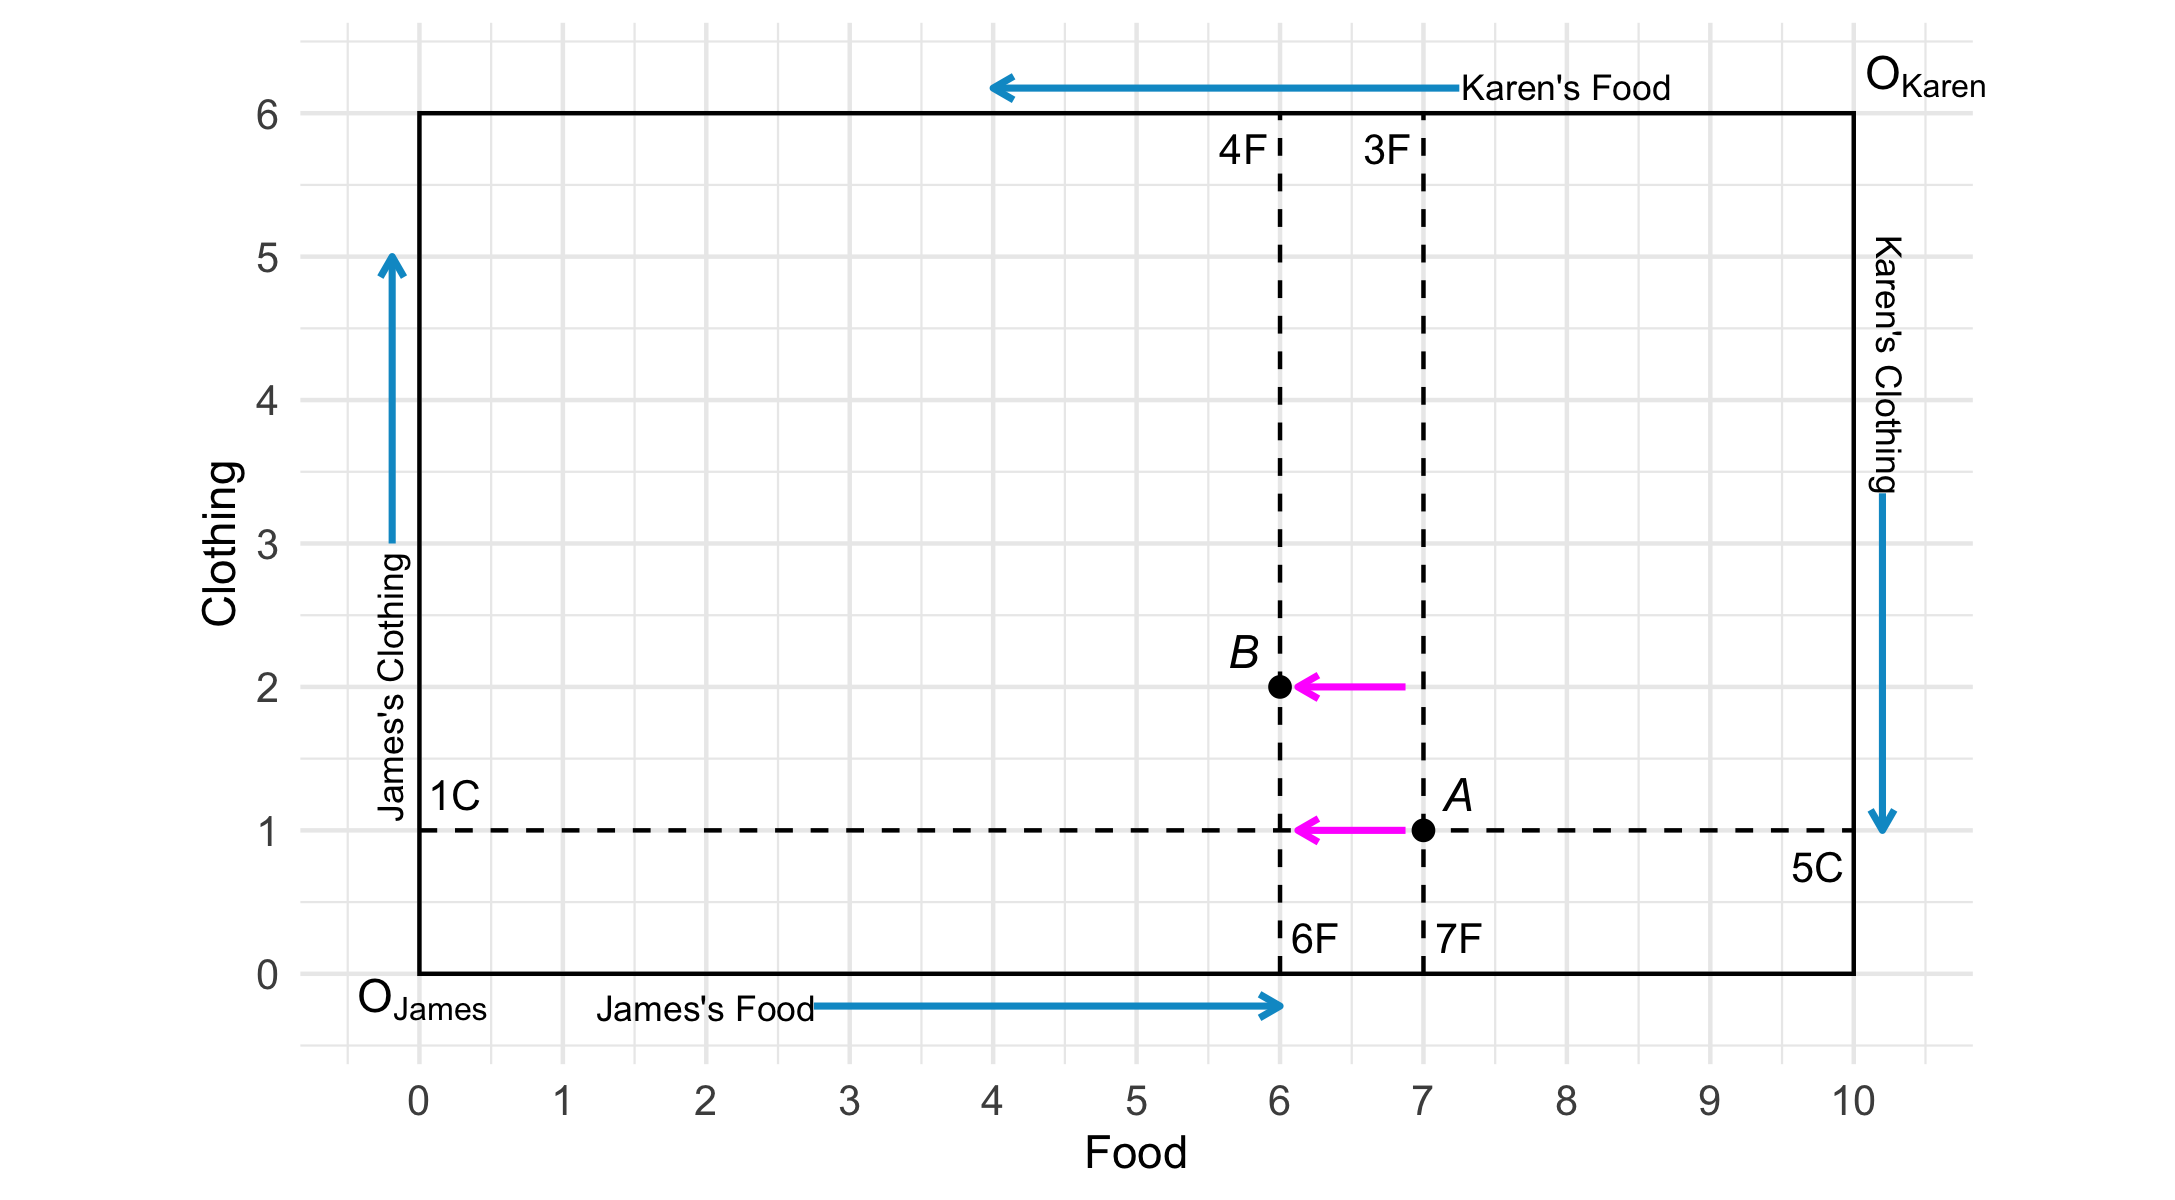 O Karen
Karen's Food
6
4F
3F
5
Karen's Clothing
4
Clothing
3
James's Clothing
B
2
1C
A
1
5C
6F
7F
0
O James
James's Food
0 1 2 3 4 5 6 7 8 9 10
Food